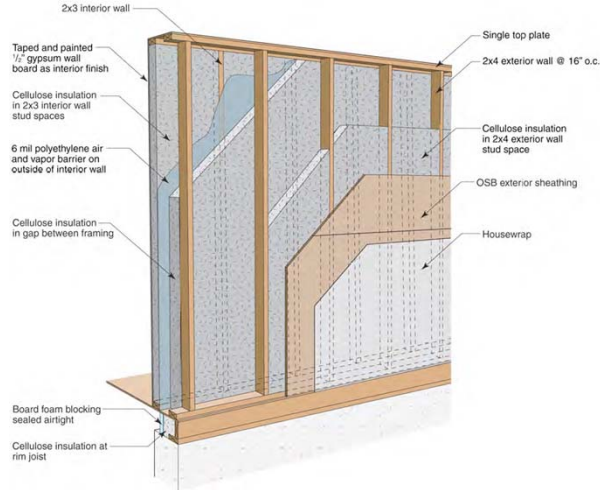 2x3 interior wall
Taped and painted
½" gypsum wall
board as interior finish
Cellulose insulation
in 2x3 interior wall
stud spaces
6 mil polyethylene air
and vapor barrier on
outside of interior wall
Cellulose insulation
in gap between framing
Board foam blocking
sealed airtight
Cellulose insulation at
rim joist
Single top plate
2x4 exterior wall @ 16" o.c.
Cellulose insulation
in 2x4 exterior wall
stud space
OSB exterior sheathing
Housewrap